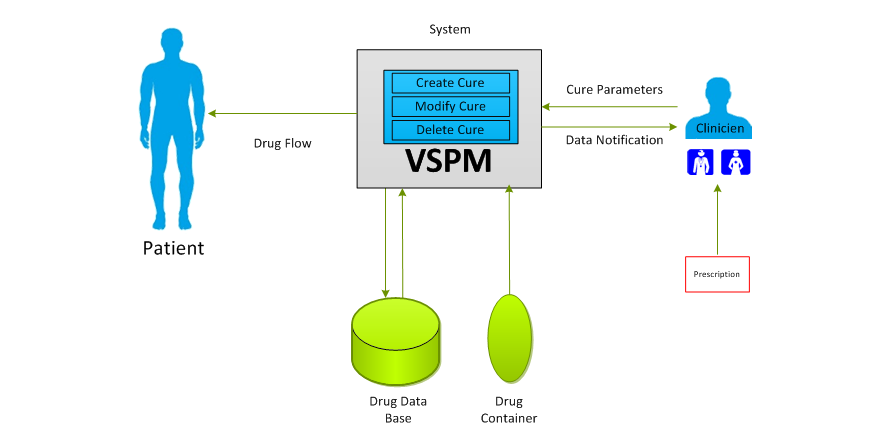 System
Create Cure
Modify Cure
Delete Cure
VSPM
Cure Parameters
Clinicien
Data Notification
Drug Flow
Patient
Prescription
Drug Data
Base
Drug
Container